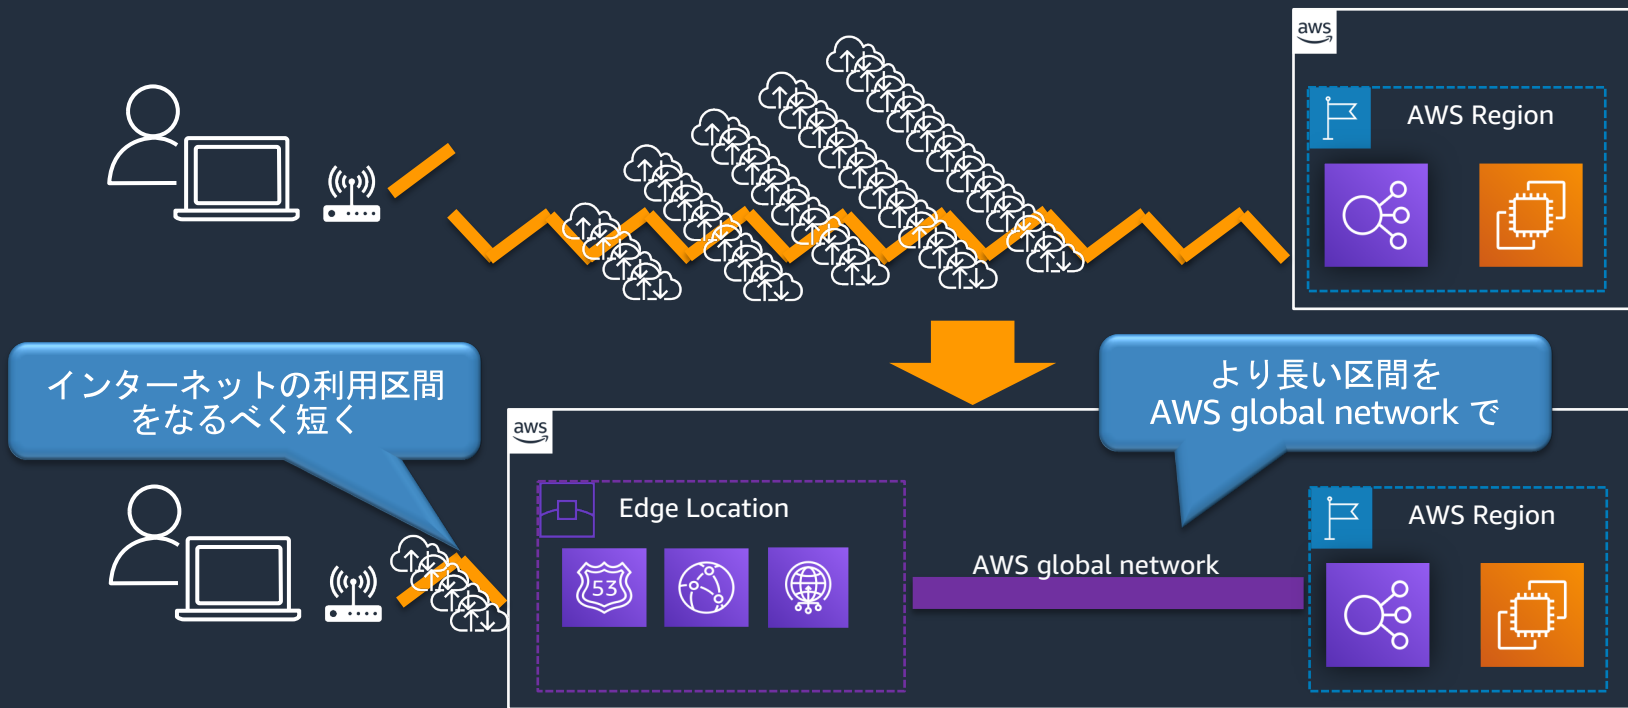 aws
AWS Region
インターネットの利用区間
をなるべく短く
より長い区間を
AWS global network で
aws
Edge Location
53
AWS global network
AWS Region